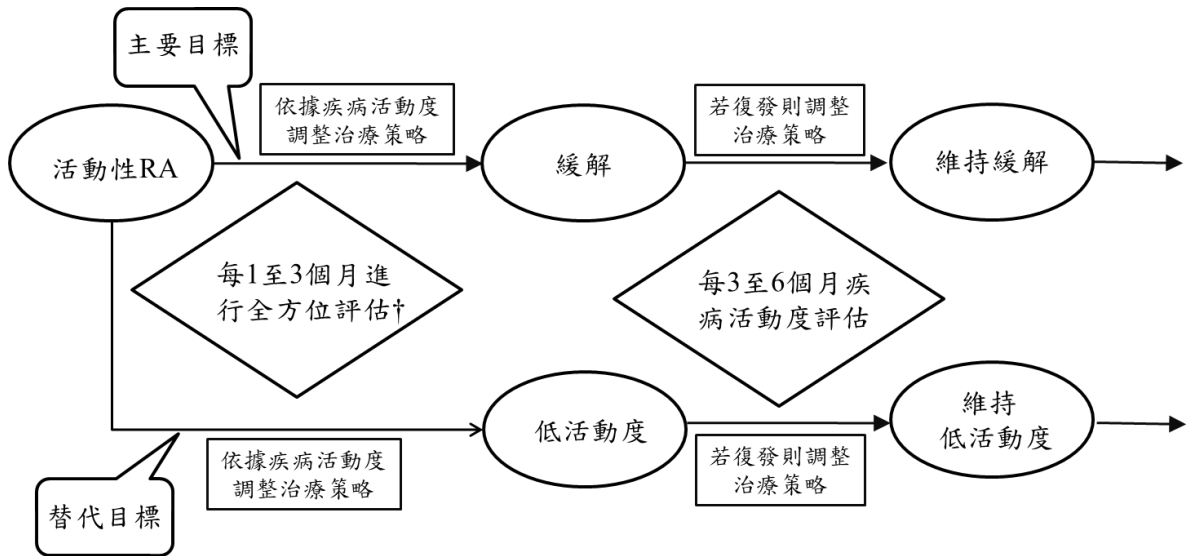 主要目標
依據疾病活動度
調整治療策略
若復發則調整
治療策略
活動性RA
緩解
維持緩解
每1至3個月進
行全方位評估†
每3至6個月疾
病活動度評估
低活動度
維持
低活動度
依據疾病活動度
調整治療策略
若復發則調整
治療策略
替代目標